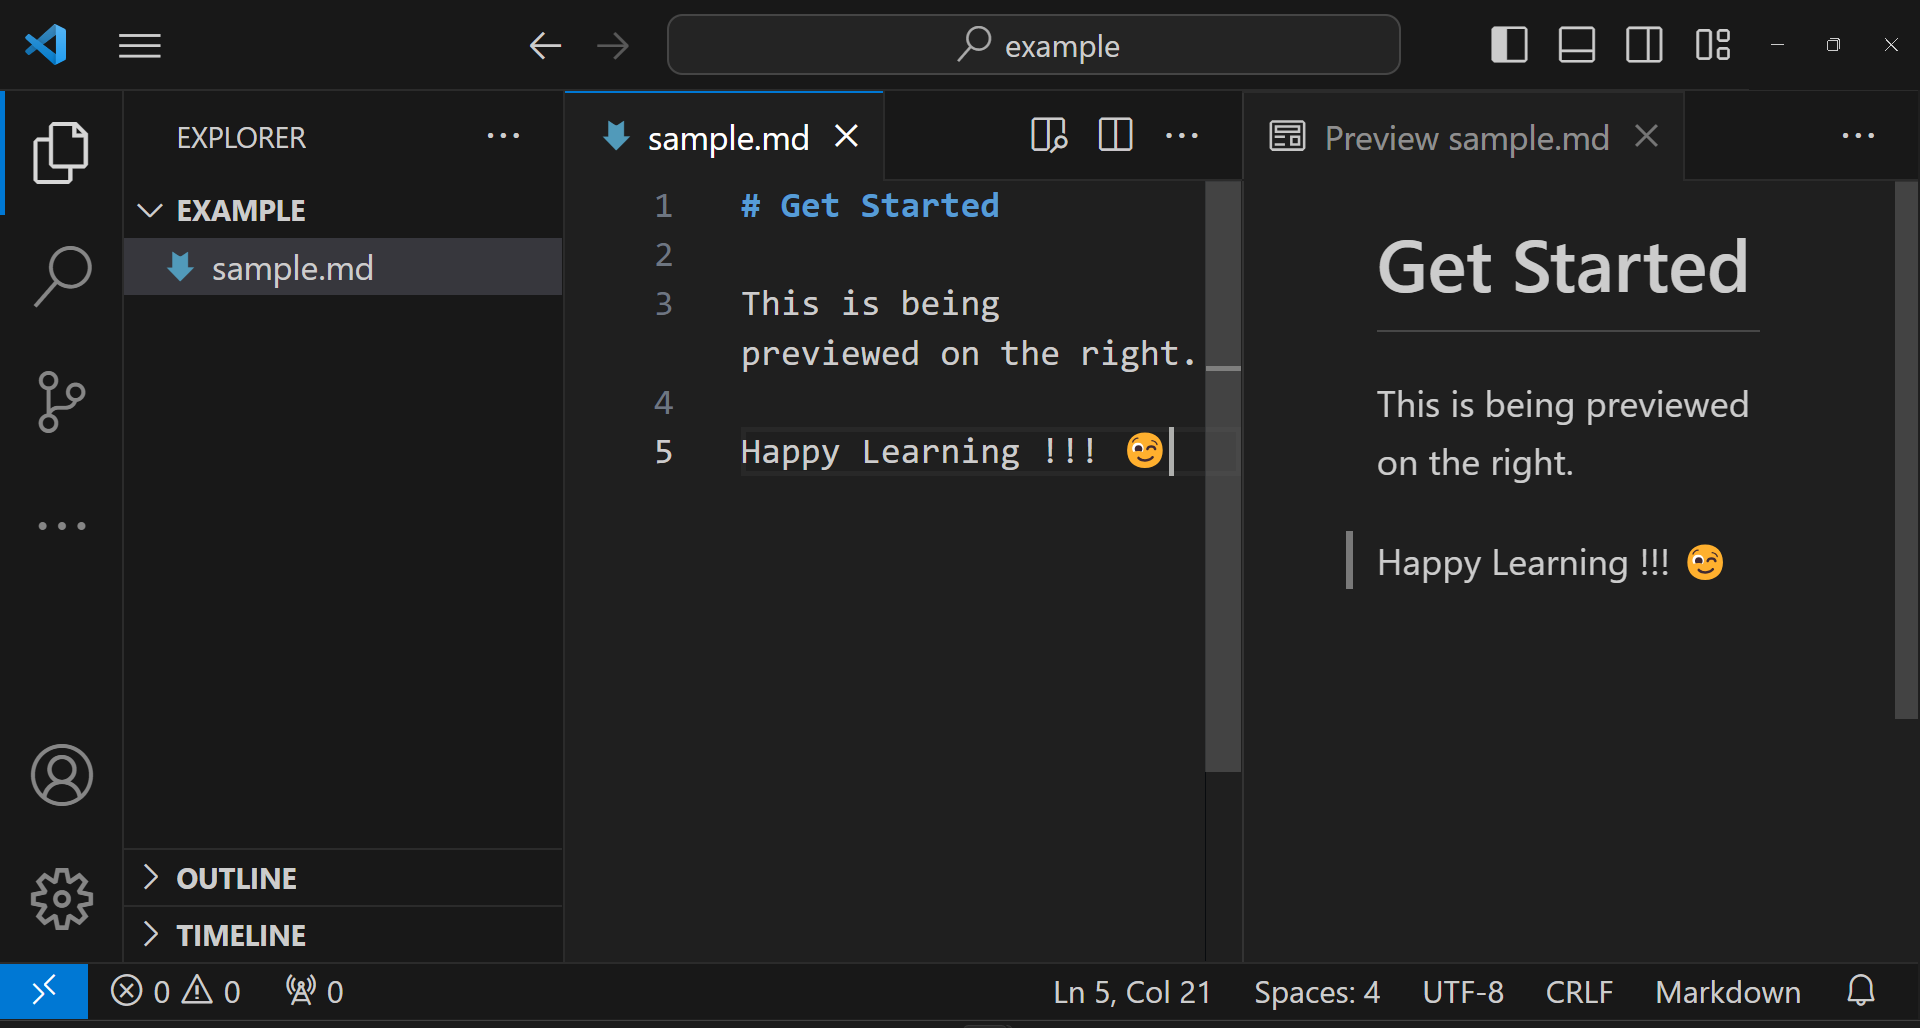 example
EXPLORER
EXAMPLE
sample.md
OUTLINE
TIMELINE
sample.md
1 # Get Started
2
3 This is being
previewed on the right.
4
5 Happy Learning !!! 😉
Preview sample.md
Get Started
This is being previewed
on the right.
Happy Learning !!! 😉
0 0 0 Ln 5, Col 21 Spaces: 4 UTF-8 CRLF Markdown